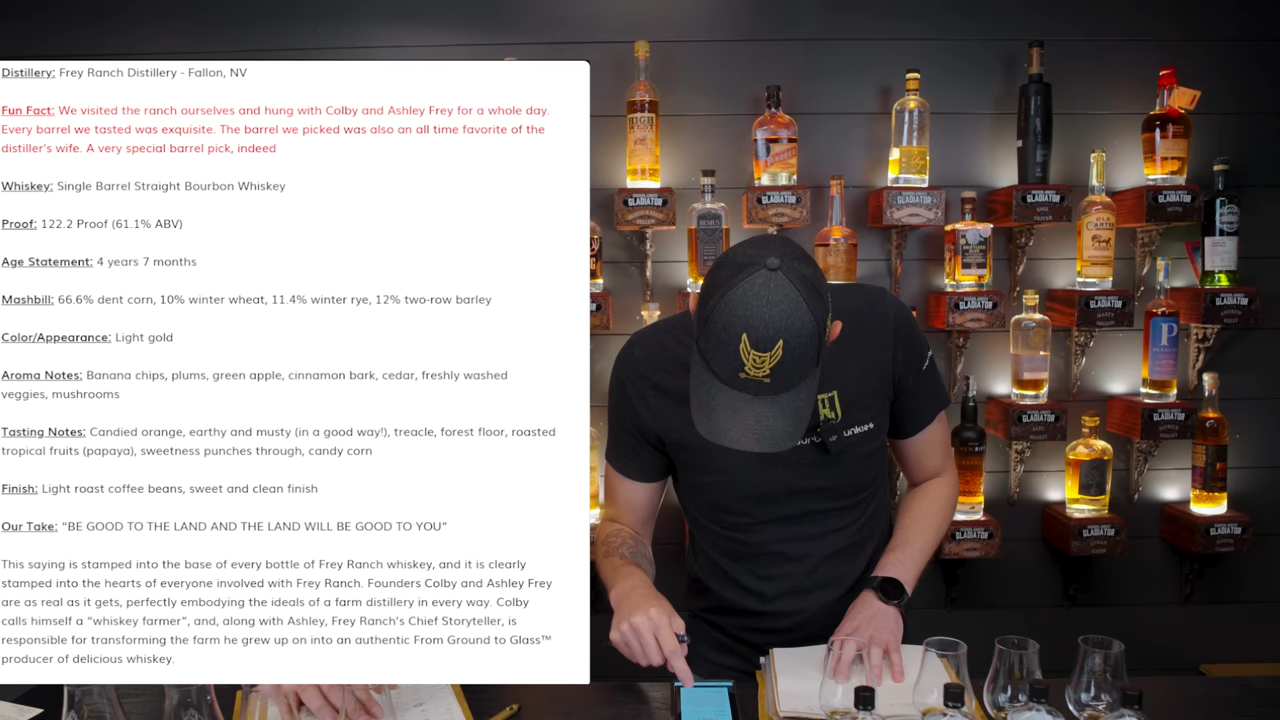 Distillery: Frey Ranch Distillery - Fallon, NV
Fun Fact: We visited the ranch ourselves and hung with Colby and Ashley Frey for a whole day.
Every barrel we tasted was exquisite. The barrel we picked was also an all time favorite of the
distiller's wife. A very special barrel pick, indeed
Whiskey: Single Barrel Straight Bourbon Whiskey
Proof: 122.2 Proof (61.1% ABV)
Age Statement: 4 years 7 months
Mashbill: 66.6% dent corn, 10% winter wheat, 11.4% winter rye, 12% two-row barley
Color/Appearance: Light gold
Aroma Notes: Banana chips, plums, green apple, cinnamon bark, cedar, freshly washed
veggies, mushrooms
Tasting Notes: Candied orange, earthy and musty (in a good way!), treacle, forest floor, roasted
tropical fruits (papaya), sweetness punches through, candy corn
Finish: Light roast coffee beans, sweet and clean finish
Our Take: “BE GOOD TO THE LAND AND THE LAND WILL BE GOOD TO YOU”
This saying is stamped into the base of every bottle of Frey Ranch whiskey, and it is clearly
stamped into the hearts of everyone involved with Frey Ranch. Founders Colby and Ashley Frey
are as real as it gets, perfectly embodying the ideals of a farm distillery in every way. Colby
calls himself a “whiskey farmer”, and, along with Ashley, Frey Ranch’s Chief Storyteller, is
responsible for transforming the farm he grew up on into an authentic From Ground to Glass™
producer of delicious whiskey.
HIGH
WEST
GLADIATOR
GLADIATOR
GLADIATOR
GLADIATOR
GLADIATOR
Rye
REMUS
OLD
CARTER
GLADIATOR
GLADIATOR
GLADIATOR
P
GLADIATOR
GLADIATOR
GLADIATOR
GLADIATOR
GLADIATOR
unkies